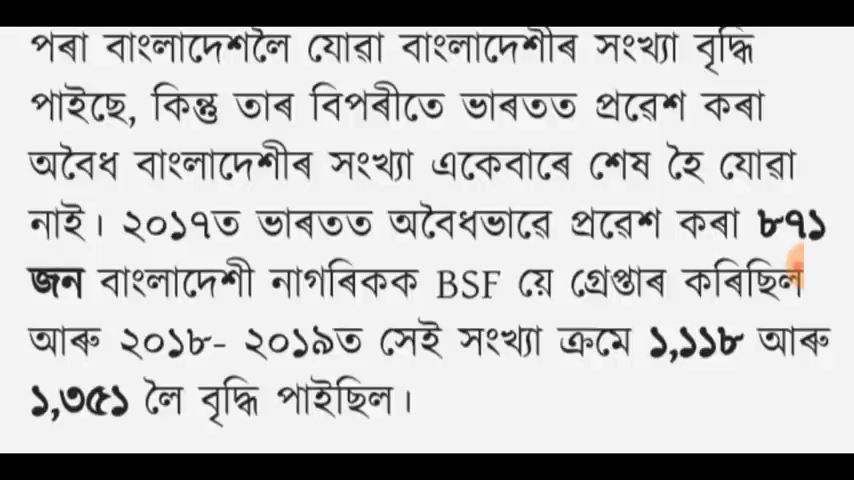 পৰা বাংলাদেশলৈ যোৱা বাংলাদেশীৰ সংখ্যা বৃদ্ধি
পাইছে, কিন্তু তাৰ বিপৰীতে ভাৰতত প্ৰৱেশ কৰা
অবৈধ বাংলাদেশীৰ সংখ্যা একেবাৰে শেষ হৈ যোৱা
নাই। ২০১৭ত ভাৰতত অবৈধভাৱে প্ৰৱেশ কৰা ৮৭১
জন বাংলাদেশী নাগৰিকক BSF য়ে গ্ৰেপ্তাৰ কৰিছিল
আৰু ২০১৮- ২০১৯ত সেই সংখ্যা ক্ৰমে ১,১১৮ আৰু
১,৩৫১ লৈ বৃদ্ধি পাইছিল।